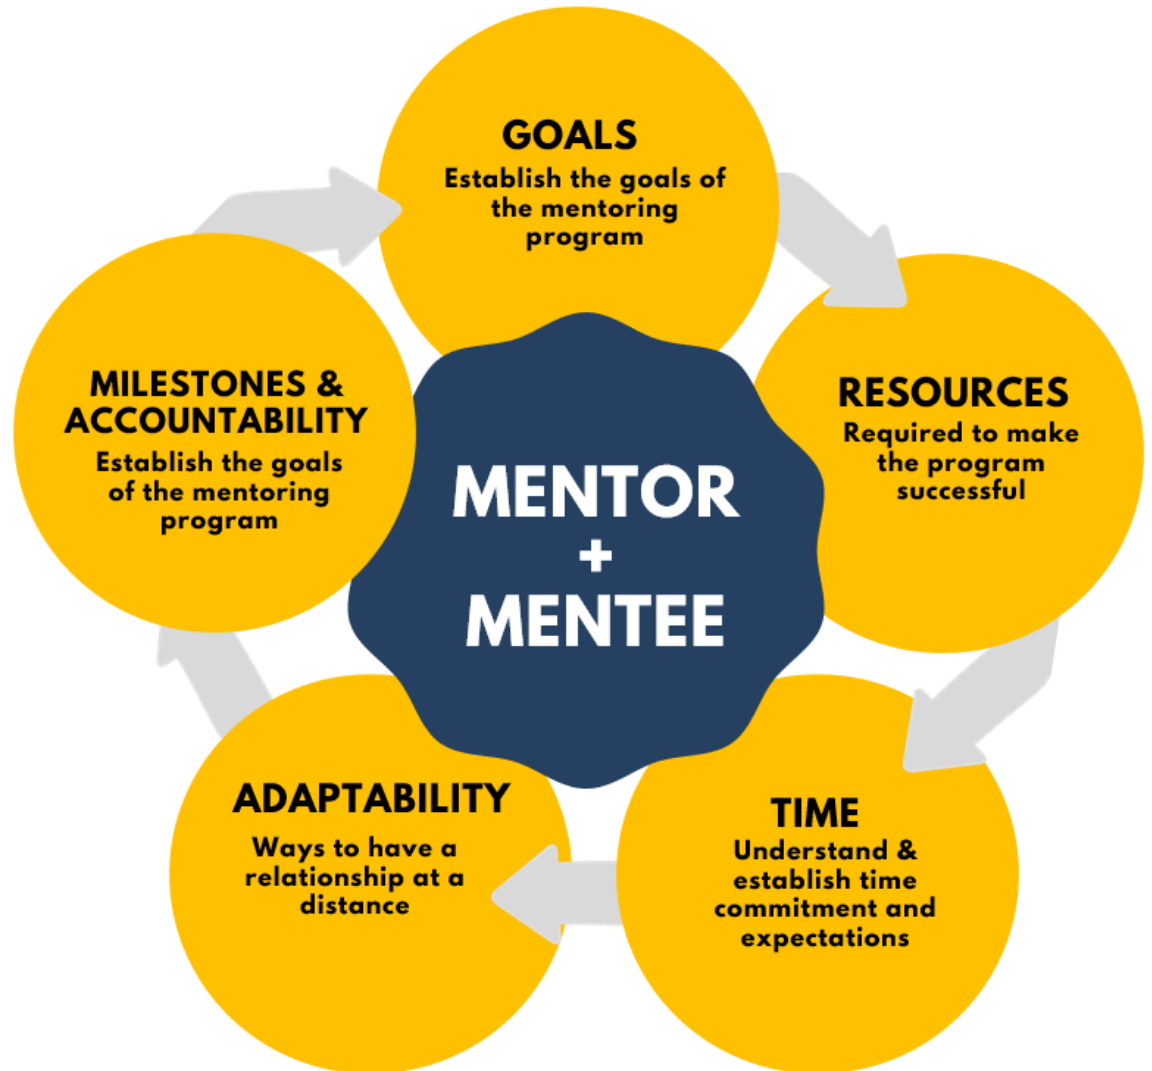 GOALS
Establish the goals of
the mentoring
program
RESOURCES
Required to make
the program
successful
TIME
Understand &
establish time
commitment and
expectations
ADAPTABILITY
Ways to have a
relationship at a
distance
MILESTONES &
ACCOUNTABILITY
Establish the goals
of the mentoring
program
MENTOR
+
MENTEE